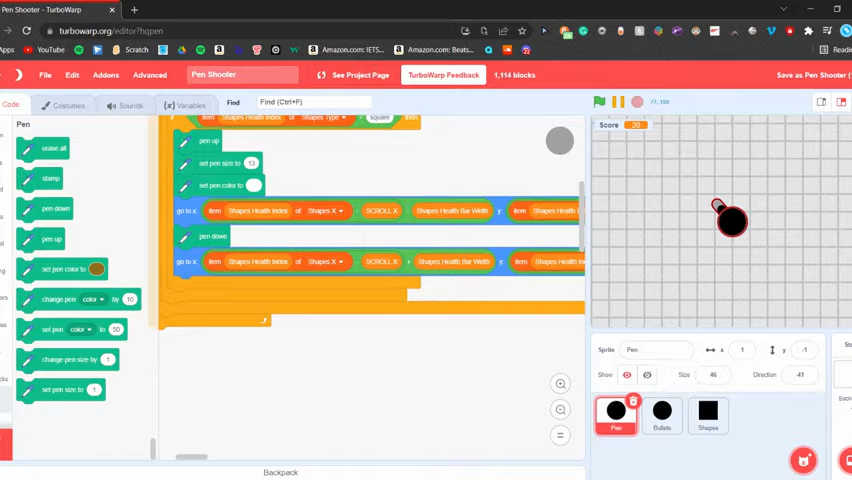 Pen Shooter - TurboWarp
turbowarp.org/editor?hqpen
Apps
YouTube
Scratch
Amazon.com: IETS...
Amazon.com: Beats...
File
Edit
Addons
Advanced
Pen Shooter
See Project Page
TurboWarp Feedback
1,114 blocks
Save as Pen Shooter (
Code
Costumes
Sounds
Variables
Find
Find (Ctrl+F)
77, 100
Pen
erase all
stamp
pen down
pen up
set pen color to
change pen color by 10
set pen color to 50
change pen size by 1
set pen size to 1
if item Shapes Health Index of Shapes Type = square then
pen up
set pen size to 13
set pen color to
go to x: item Shapes Health Index of Shapes X - SCROLL X - Shapes Health Bar Width y: item Shapes Health I
pen down
go to x: item Shapes Health Index of Shapes X - SCROLL X + Shapes Health Bar Width y: item Shapes Health In
Score 20
Sprite Pen x 1 y -1
Show Size 46 Direction -41
Pen
Bullets
Shapes
Backpack